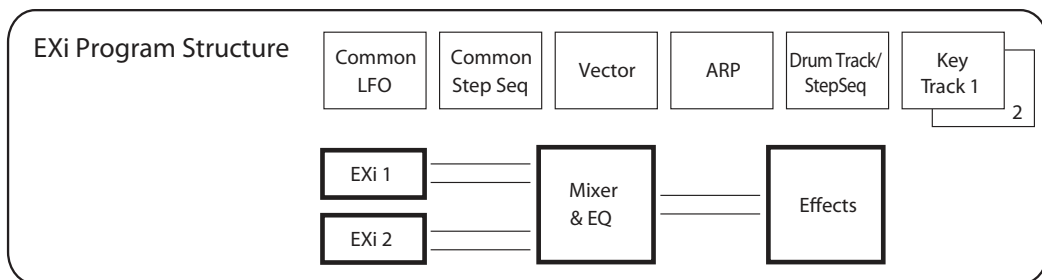 EXi Program Structure
Common
LFO
Common
Step Seq
Vector
ARP
Drum Track/
StepSeq
Key
Track 1
2
EXi 1
EXi 2
Mixer
& EQ
Effects